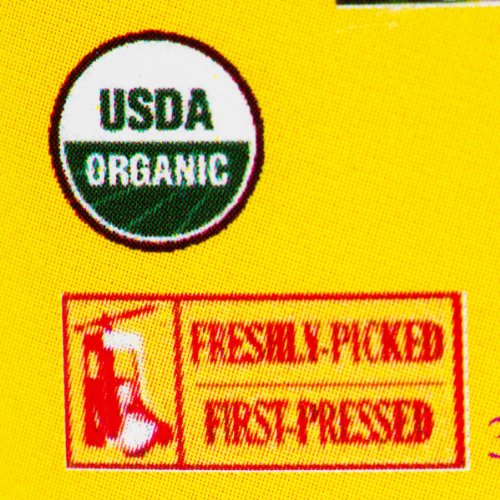 USDA
ORGANIC
FRESHLY-PICKED
FIRST-PRESSED